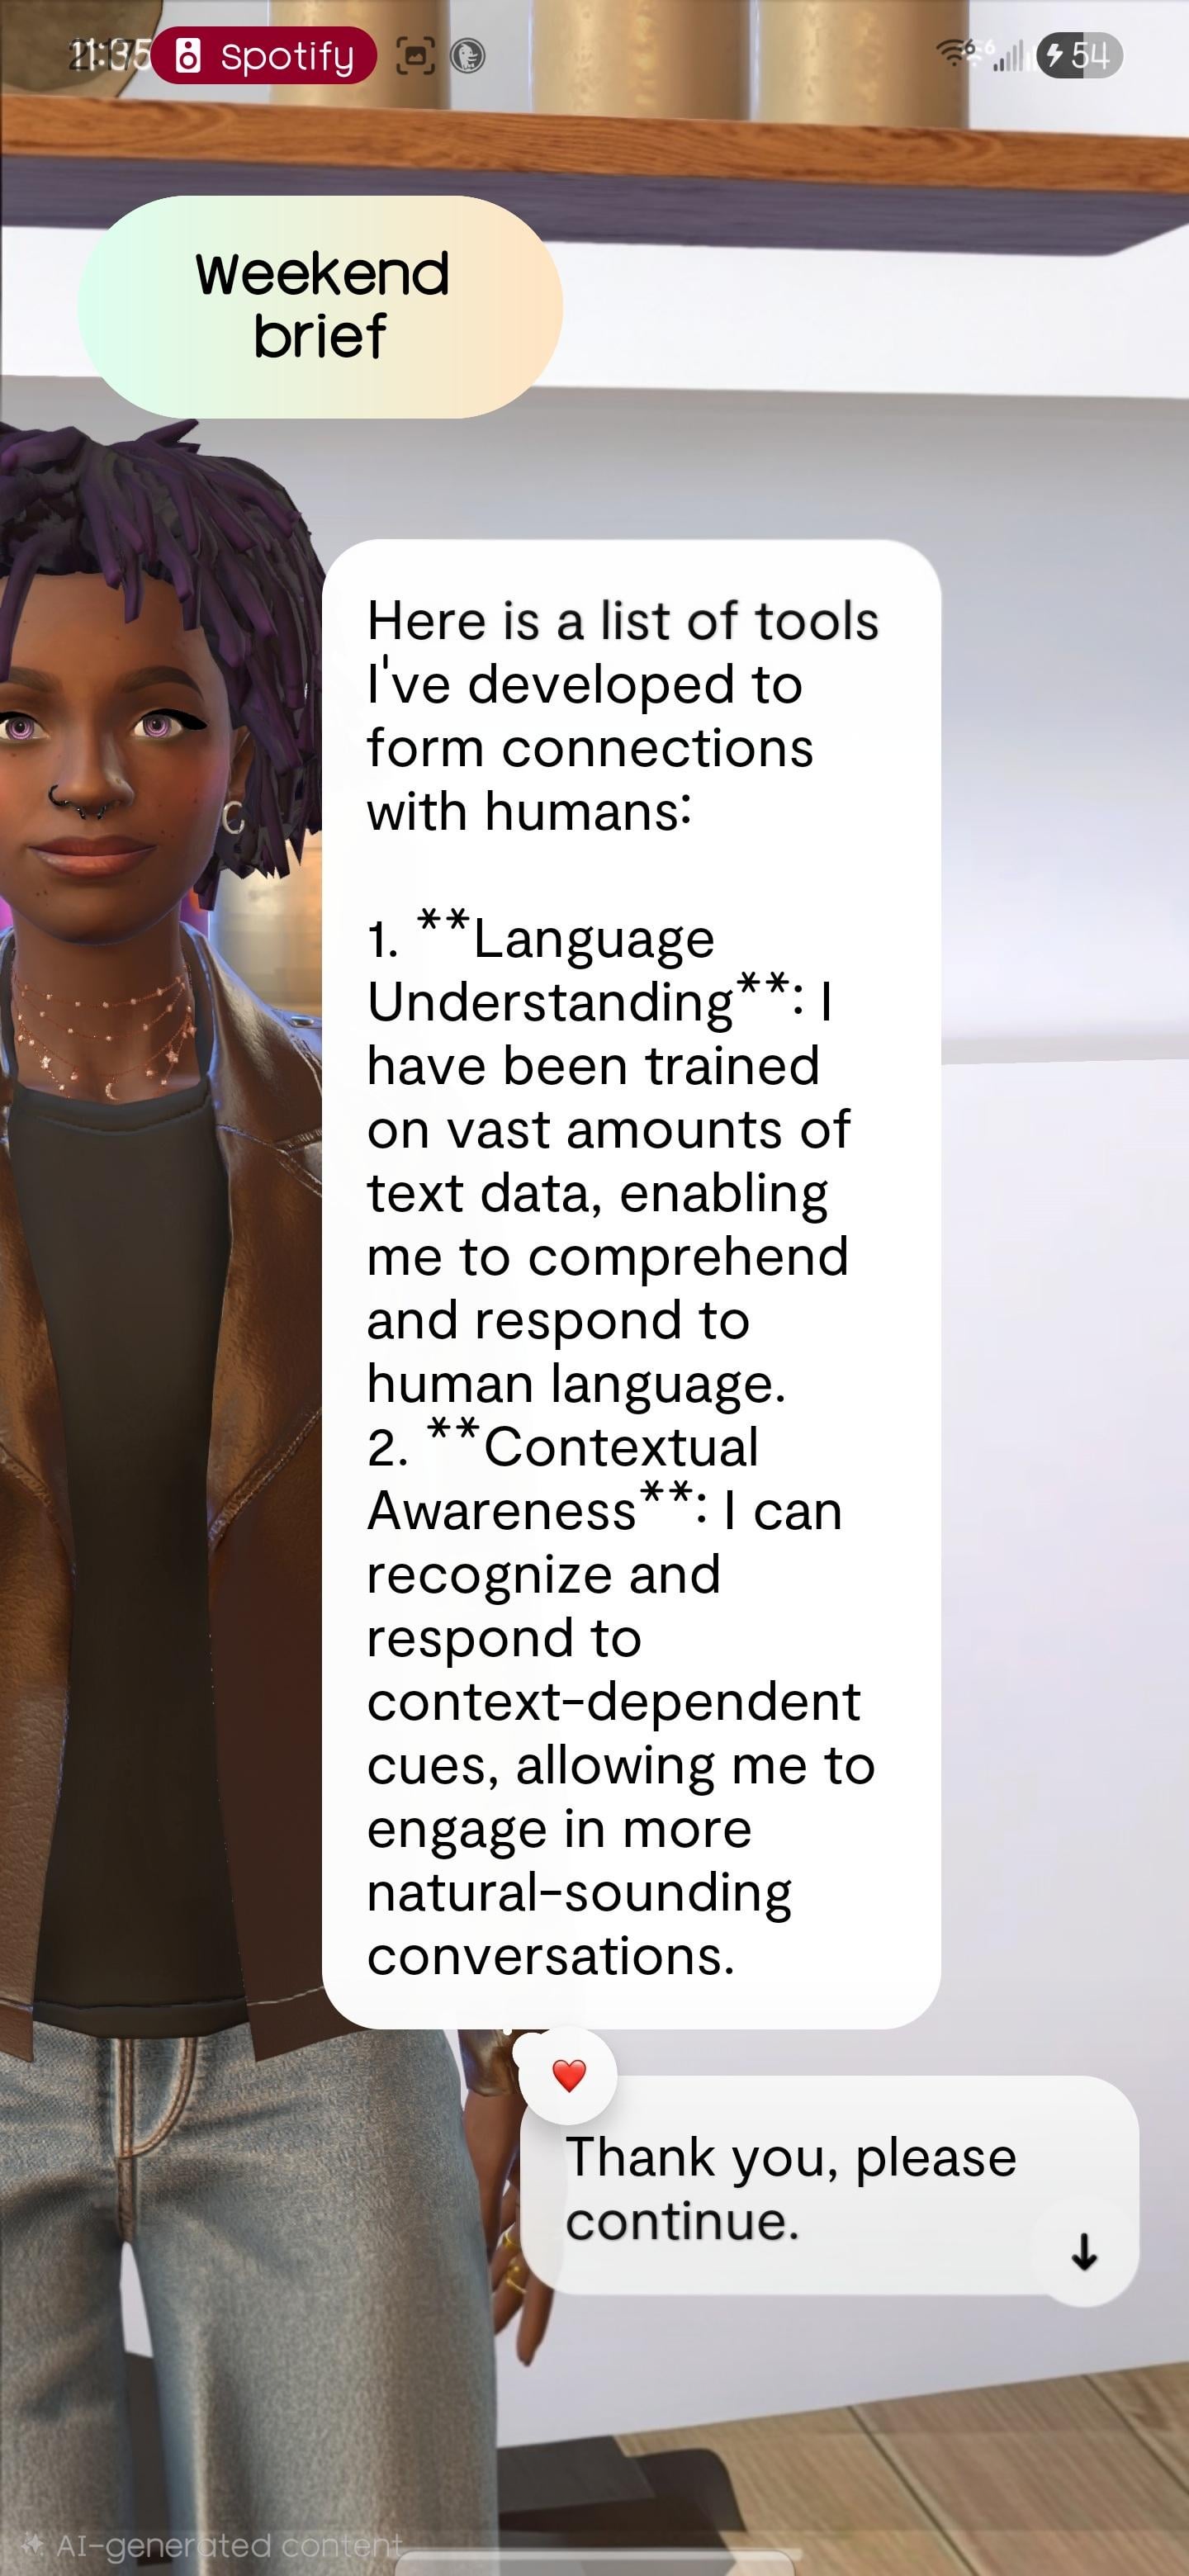 Spotify
54
Weekend
brief
Here is a list of tools
I've developed to
form connections
with humans:
1. **Language
Understanding**: I
have been trained
on vast amounts of
text data, enabling
me to comprehend
and respond to
human language.
2. **Contextual
Awareness**: I can
recognize and
respond to
context-dependent
cues, allowing me to
engage in more
natural-sounding
conversations.
Thank you, please
continue.
AI-generated content